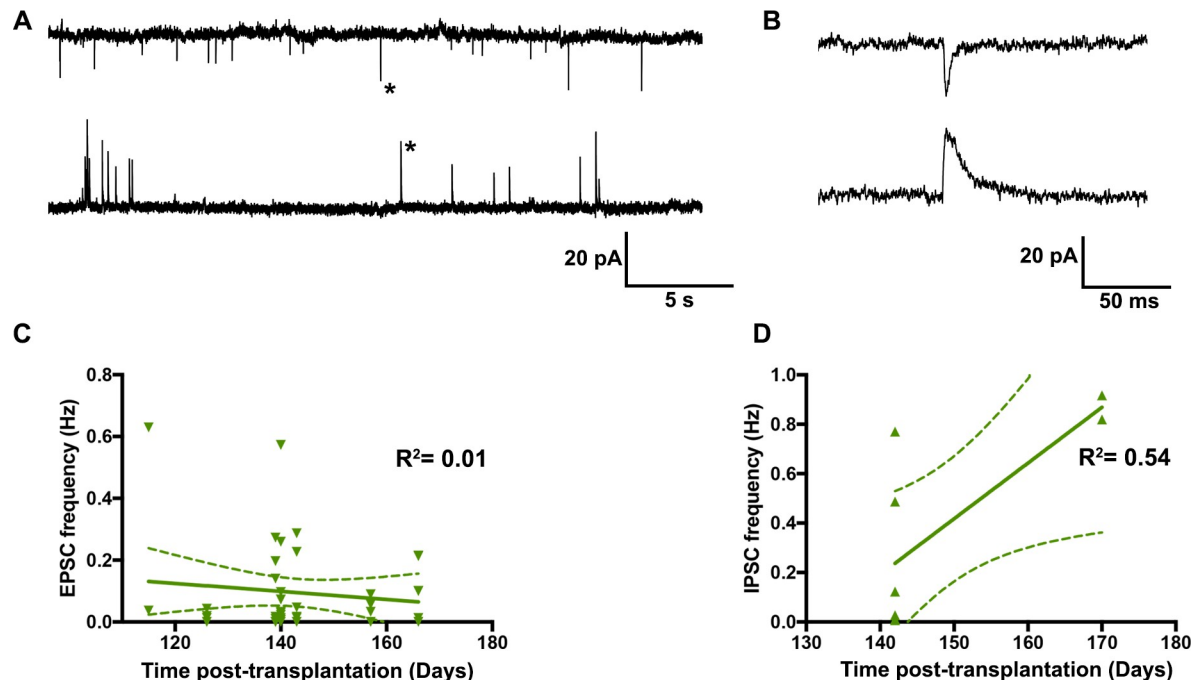 A
B
*
*
20 pA
5 s
20 pA
50 ms
C
D
0.8
0.6
0.4
0.2
0.0
EPSC frequency (Hz)
R²= 0.01
120
140
160
180
Time post-transplantation (Days)
1.0
0.8
0.6
0.4
0.2
0.0
IPSC frequency (Hz)
R²= 0.54
130
140
150
160
170
180
Time post-transplantation (Days)